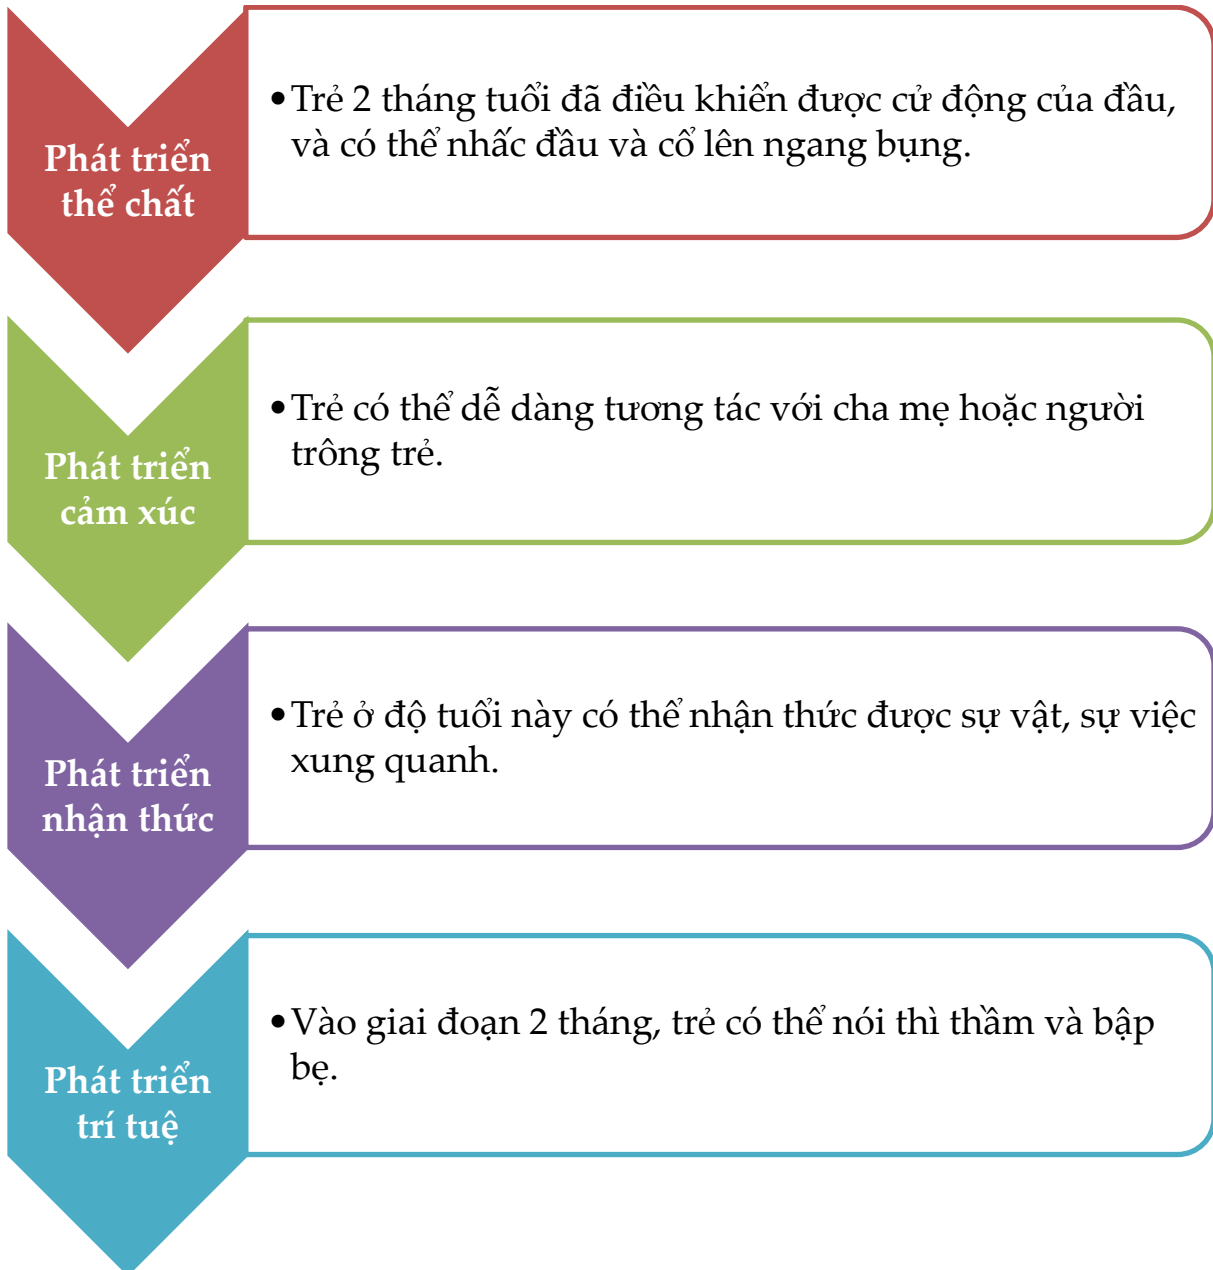 Phát triển
thể chất
•Trẻ 2 tháng tuổi đã điều khiển được cử động của đầu,
và có thể nhấc đầu và cổ lên ngang bụng.
Phát triển
cảm xúc
•Trẻ có thể dễ dàng tương tác với cha mẹ hoặc người
trông trẻ.
Phát triển
nhận thức
•Trẻ ở độ tuổi này có thể nhận thức được sự vật, sự việc
xung quanh.
Phát triển
trí tuệ
•Vào giai đoạn 2 tháng, trẻ có thể nói thì thầm và bập
bẹ.